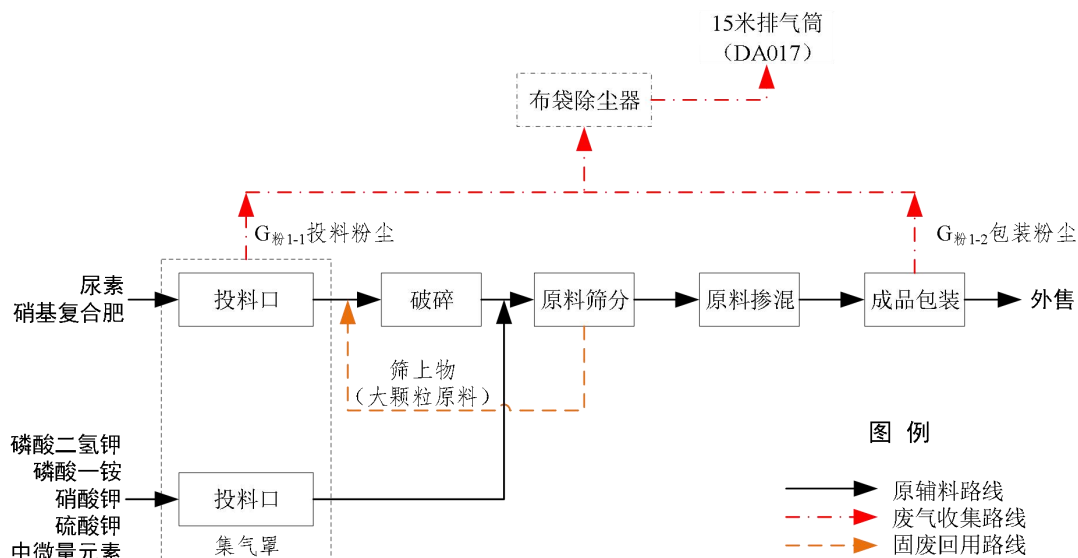 15米排气筒
（DA017）
布袋除尘器
G粉1-1投料粉尘
G粉1-2包装粉尘
尿素
硝基复合肥
投料口
破碎
原料筛分
原料掺混
成品包装
外售
筛上物
（大颗粒原料）
磷酸二氢钾
磷酸一铵
硝酸钾
硫酸钾
中微量元素
投料口
集气罩
图 例
原辅料路线
废气收集路线
固废回用路线